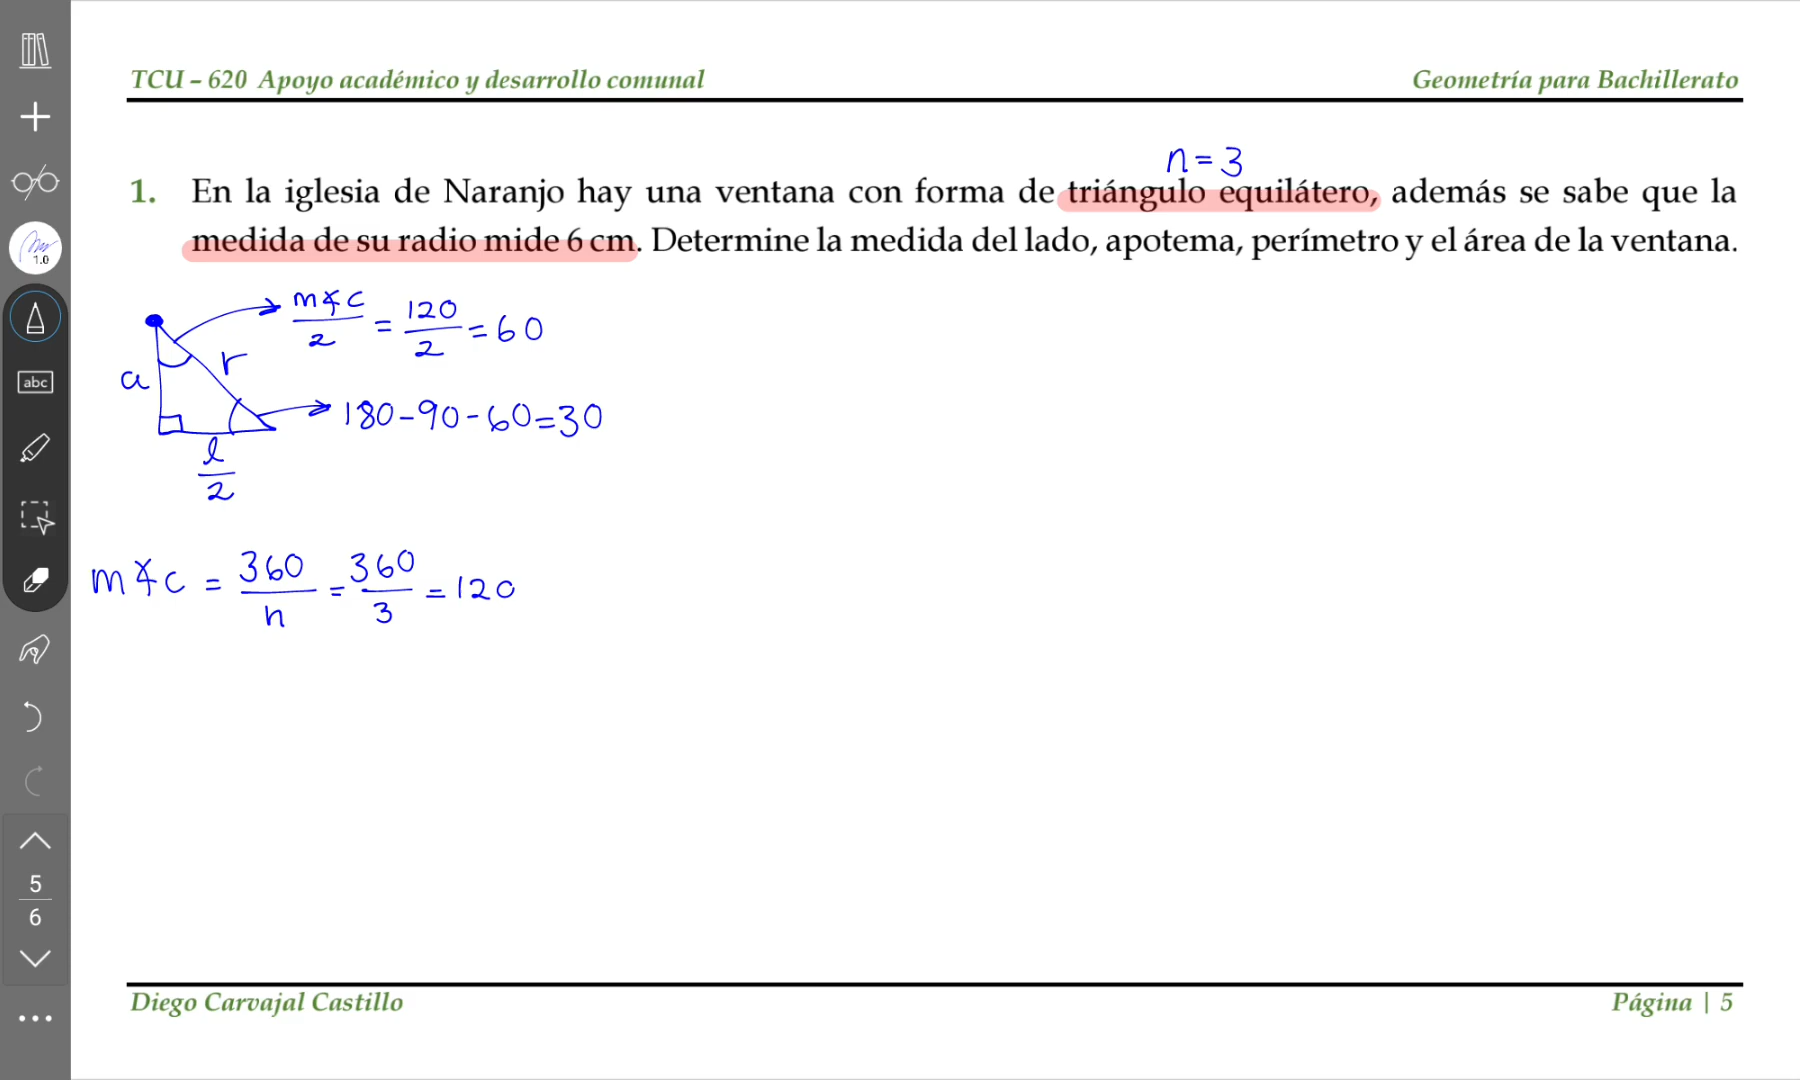 TCU – 620 Apoyo académico y desarrollo comunal Geometría para Bachillerato
n = 3
1. En la iglesia de Naranjo hay una ventana con forma de triángulo equilátero, además se sabe que la
medida de su radio mide 6 cm. Determine la medida del lado, apotema, perímetro y el área de la ventana.
m∢c/2 = 120/2 = 60
a r
180 - 90 - 60 = 30
l/2
m∢c = 360/n = 360/3 = 120
Diego Carvajal Castillo Página | 5
1.0
abc
5
6